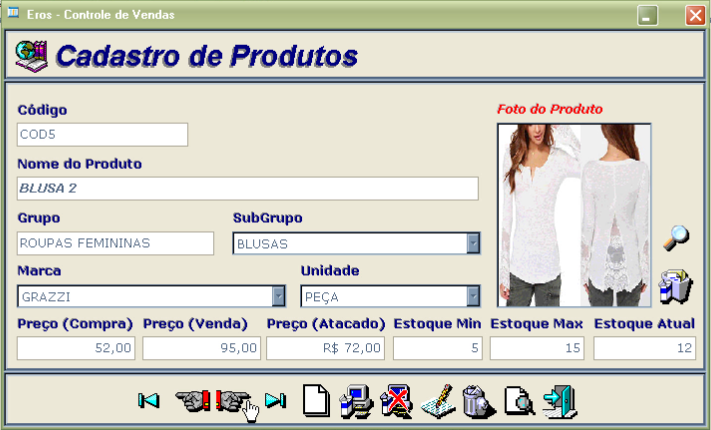 Eros - Controle de Vendas
Cadastro de Produtos
Código
COD5
Foto do Produto
Nome do Produto
BLUSA 2
Grupo SubGrupo
ROUPAS FEMININAS BLUSAS
Marca Unidade
GRAZZI PEÇA
Preço (Compra) Preço (Venda) Preço (Atacado) Estoque Min Estoque Max Estoque Atual
52,00 95,00 R$ 72,00 5 15 12